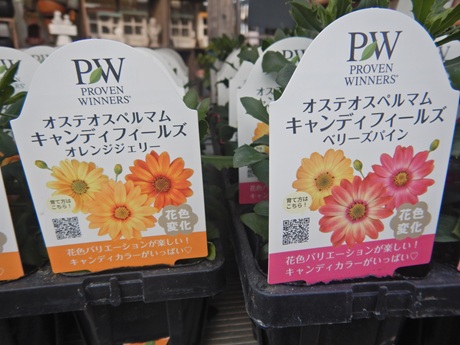 PW
PROVEN
WINNERS®
オステオスペルマム
キャンディフィールズ
オレンジジェリー
育て方は
こちら!
花色
変化
花色バリエーションが楽しい!
キャンディカラーがいっぱい♡
PW
PROVEN
WINNERS®
オステオスペルマム
キャンディフィールズ
ベリーズパイン
育て方は
こちら!
花色
変化
花色バリエーションが楽しい!
キャンディカラーがいっぱい♡